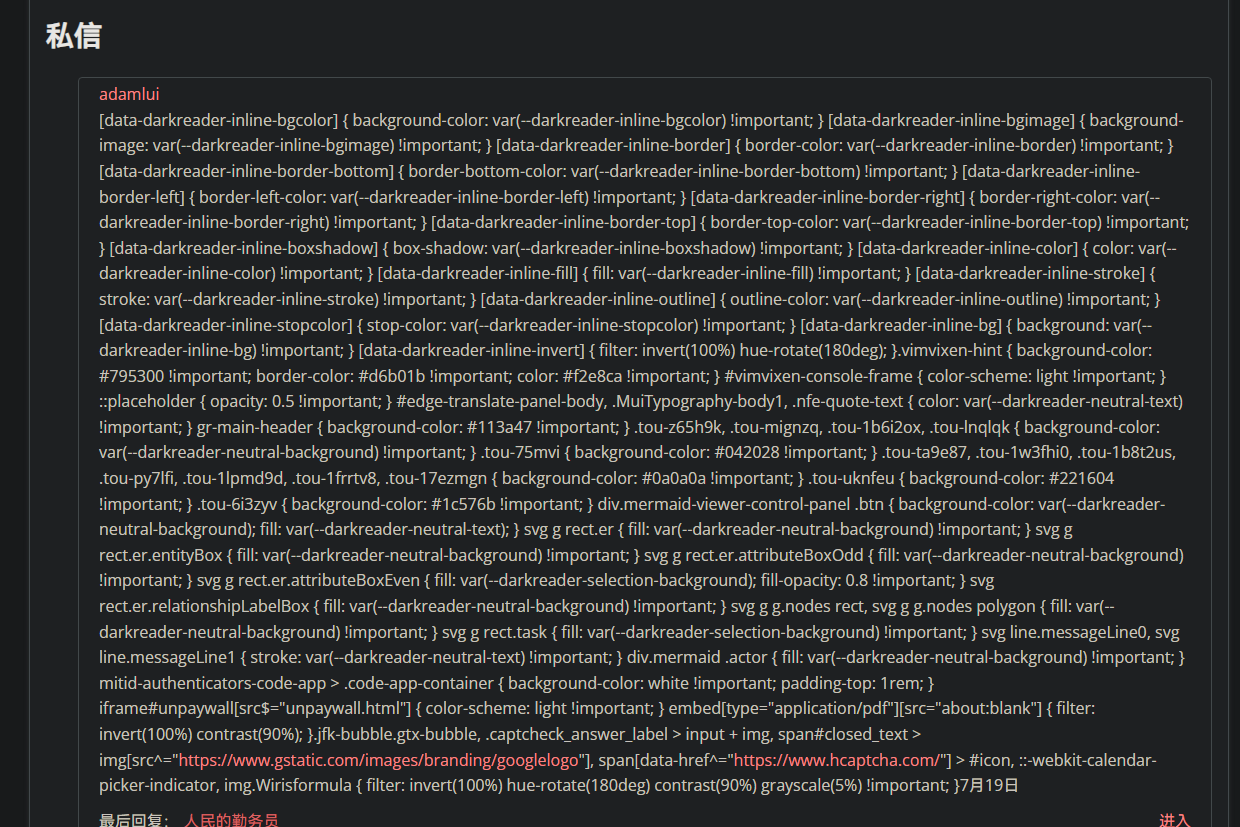 私信
adamlui
[data-darkreader-inline-bgcolor] { background-color: var(--darkreader-inline-bgcolor) !important; } [data-darkreader-inline-bgimage] { background-
image: var(--darkreader-inline-bgimage) !important; } [data-darkreader-inline-border] { border-color: var(--darkreader-inline-border) !important; }
[data-darkreader-inline-border-bottom] { border-bottom-color: var(--darkreader-inline-border-bottom) !important; } [data-darkreader-inline-
border-left] { border-left-color: var(--darkreader-inline-border-left) !important; } [data-darkreader-inline-border-right] { border-right-color: var(--
darkreader-inline-border-right) !important; } [data-darkreader-inline-border-top] { border-top-color: var(--darkreader-inline-border-top) !important;
} [data-darkreader-inline-boxshadow] { box-shadow: var(--darkreader-inline-boxshadow) !important; } [data-darkreader-inline-color] { color: var(--
darkreader-inline-color) !important; } [data-darkreader-inline-fill] { fill: var(--darkreader-inline-fill) !important; } [data-darkreader-inline-stroke] {
stroke: var(--darkreader-inline-stroke) !important; } [data-darkreader-inline-outline] { outline-color: var(--darkreader-inline-outline) !important; }
[data-darkreader-inline-stopcolor] { stop-color: var(--darkreader-inline-stopcolor) !important; } [data-darkreader-inline-bg] { background: var(--
darkreader-inline-bg) !important; } [data-darkreader-inline-invert] { filter: invert(100%) hue-rotate(180deg); }.vimvixen-hint { background-color:
#795300 !important; border-color: #d6b01b !important; color: #f2e8ca !important; } #vimvixen-console-frame { color-scheme: light !important; }
::placeholder { opacity: 0.5 !important; } #edge-translate-panel-body, .MuiTypography-body1, .nfe-quote-text { color: var(--darkreader-neutral-text)
!important; } gr-main-header { background-color: #113a47 !important; } .tou-z65h9k, .tou-mignzq, .tou-1b6i2ox, .tou-lnqlqk { background-color:
var(--darkreader-neutral-background) !important; } .tou-75mvi { background-color: #042028 !important; } .tou-ta9e87, .tou-1w3fhi0, .tou-1b8t2us,
.tou-py7lfi, .tou-1lpmd9d, .tou-1frrtv8, .tou-17ezmgn { background-color: #0a0a0a !important; } .tou-uknfeu { background-color: #221604
!important; } .tou-6i3zyv { background-color: #1c576b !important; } div.mermaid-viewer-control-panel .btn { background-color: var(--darkreader-
neutral-background); fill: var(--darkreader-neutral-text); } svg g rect.er { fill: var(--darkreader-neutral-background) !important; } svg g
rect.er.entityBox { fill: var(--darkreader-neutral-background) !important; } svg g rect.er.attributeBoxOdd { fill: var(--darkreader-neutral-background)
!important; } svg g rect.er.attributeBoxEven { fill: var(--darkreader-selection-background); fill-opacity: 0.8 !important; } svg
rect.er.relationshipLabelBox { fill: var(--darkreader-neutral-background) !important; } svg g g.nodes rect, svg g g.nodes polygon { fill: var(--
darkreader-neutral-background) !important; } svg g rect.task { fill: var(--darkreader-selection-background) !important; } svg line.messageLine0, svg
line.messageLine1 { stroke: var(--darkreader-neutral-text) !important; } div.mermaid .actor { fill: var(--darkreader-neutral-background) !important; }
mitid-authenticators-code-app > .code-app-container { background-color: white !important; padding-top: 1rem; }
iframe#unpaywall[src$="unpaywall.html"] { color-scheme: light !important; } embed[type="application/pdf"][src="about:blank"] { filter:
invert(100%) contrast(90%); }.jfk-bubble.gtx-bubble, .captcheck_answer_label > input + img, span#closed_text >
img[src^="https://www.gstatic.com/images/branding/googlelogo"], span[data-href^="https://www.hcaptcha.com/"] > #icon, ::-webkit-calendar-
picker-indicator, img.Wirisformula { filter: invert(100%) hue-rotate(180deg) contrast(90%) grayscale(5%) !important; }7月19日
最后回复： 人民的勤务员 进入